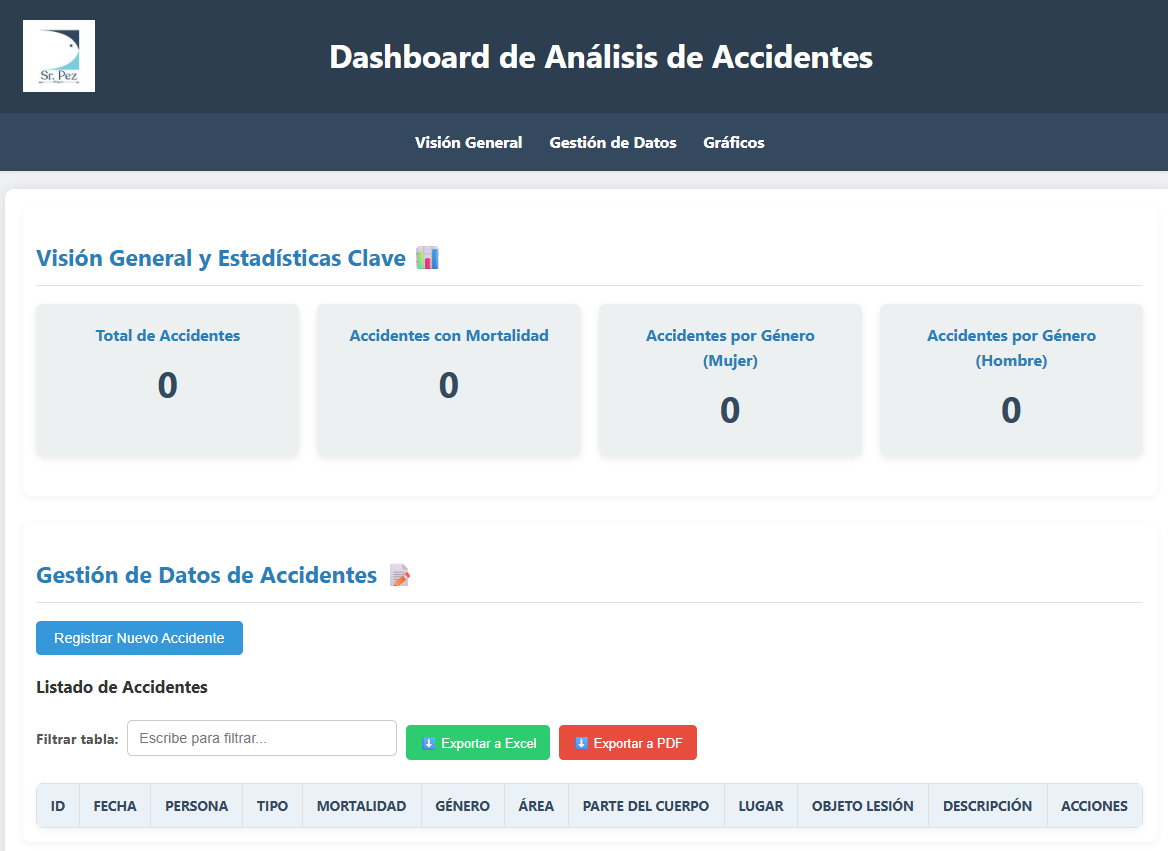 Sr. Pez
Dashboard de Análisis de Accidentes
Visión General Gestión de Datos Gráficos
Visión General y Estadísticas Clave
Total de Accidentes
0
Accidentes con Mortalidad
0
Accidentes por Género
(Mujer)
0
Accidentes por Género
(Hombre)
0
Gestión de Datos de Accidentes
Registrar Nuevo Accidente
Listado de Accidentes
Filtrar tabla: Escribe para filtrar... Exportar a Excel Exportar a PDF
ID FECHA PERSONA TIPO MORTALIDAD GÉNERO ÁREA PARTE DEL CUERPO LUGAR OBJETO LESIÓN DESCRIPCIÓN ACCIONES